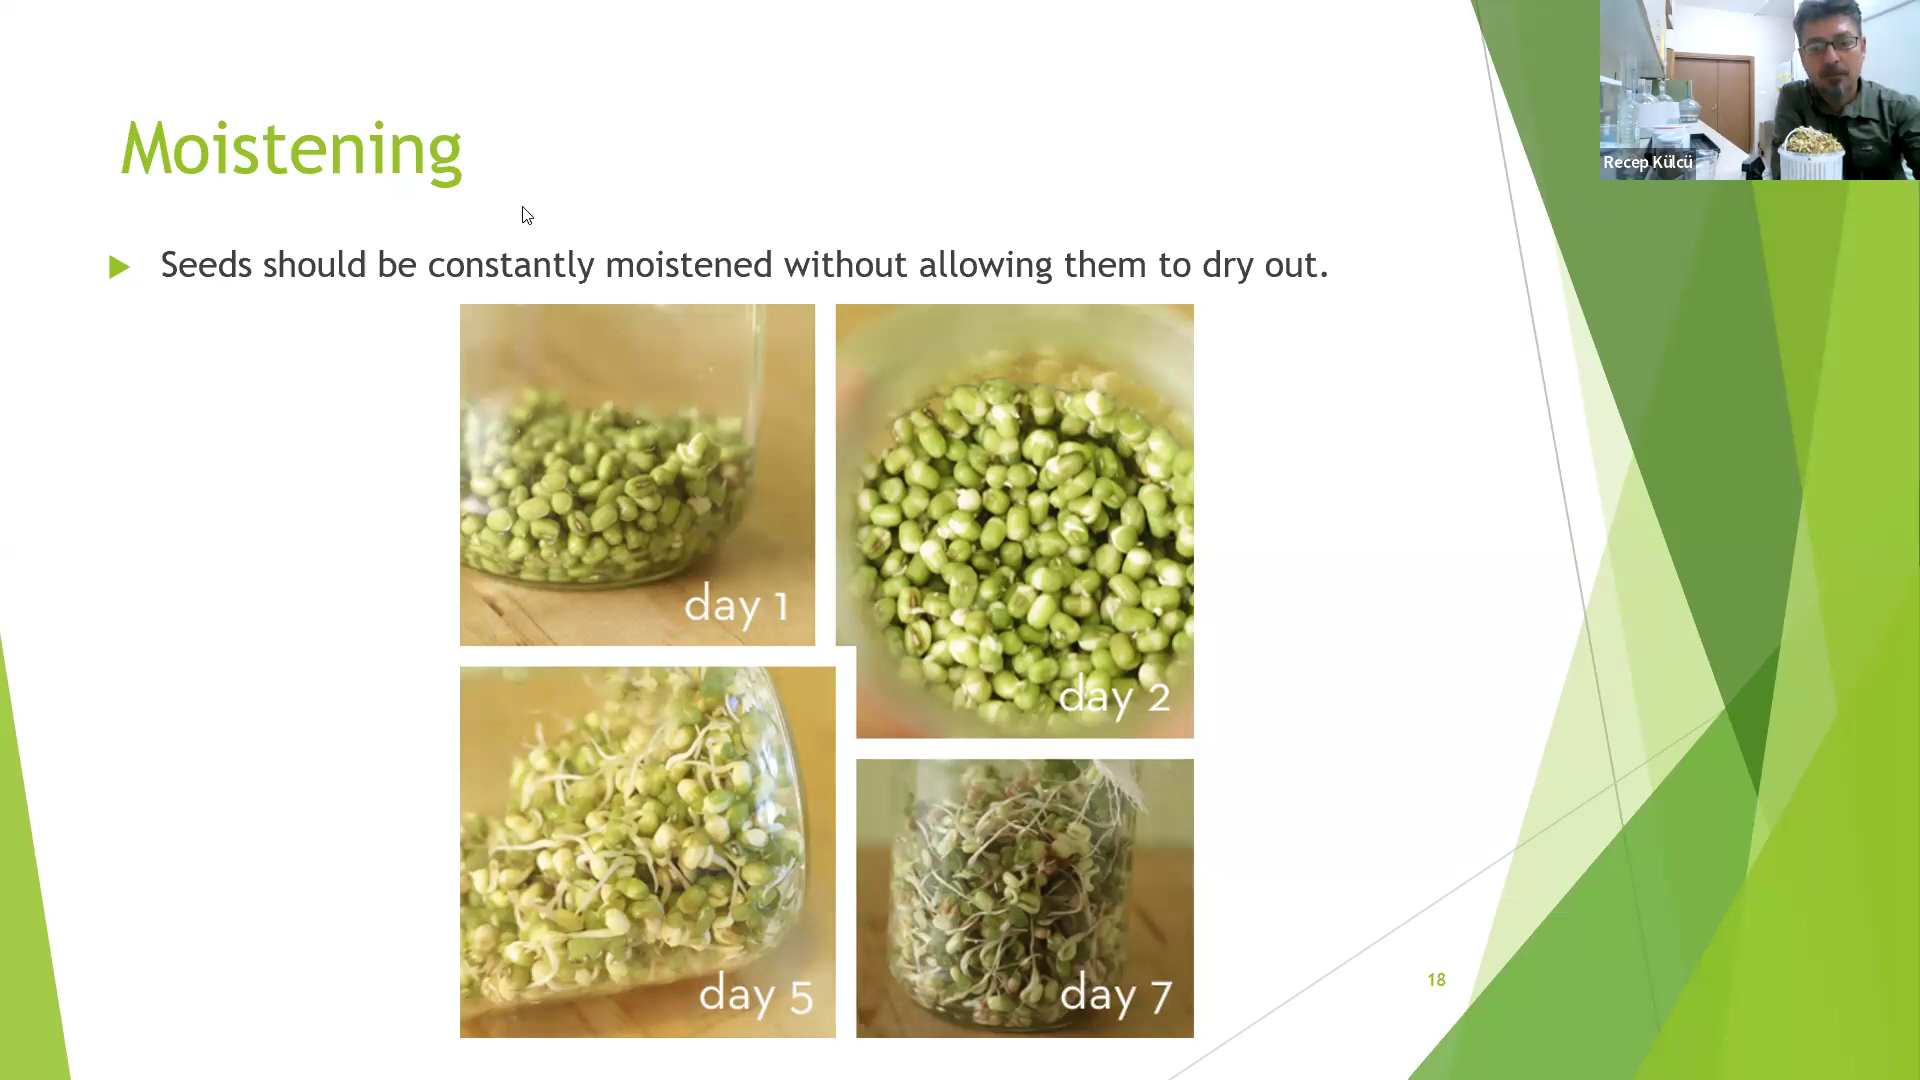 Moistening
Seeds should be constantly moistened without allowing them to dry out.
day 1
day 2
day 5
day 7
18
Recep Külcü